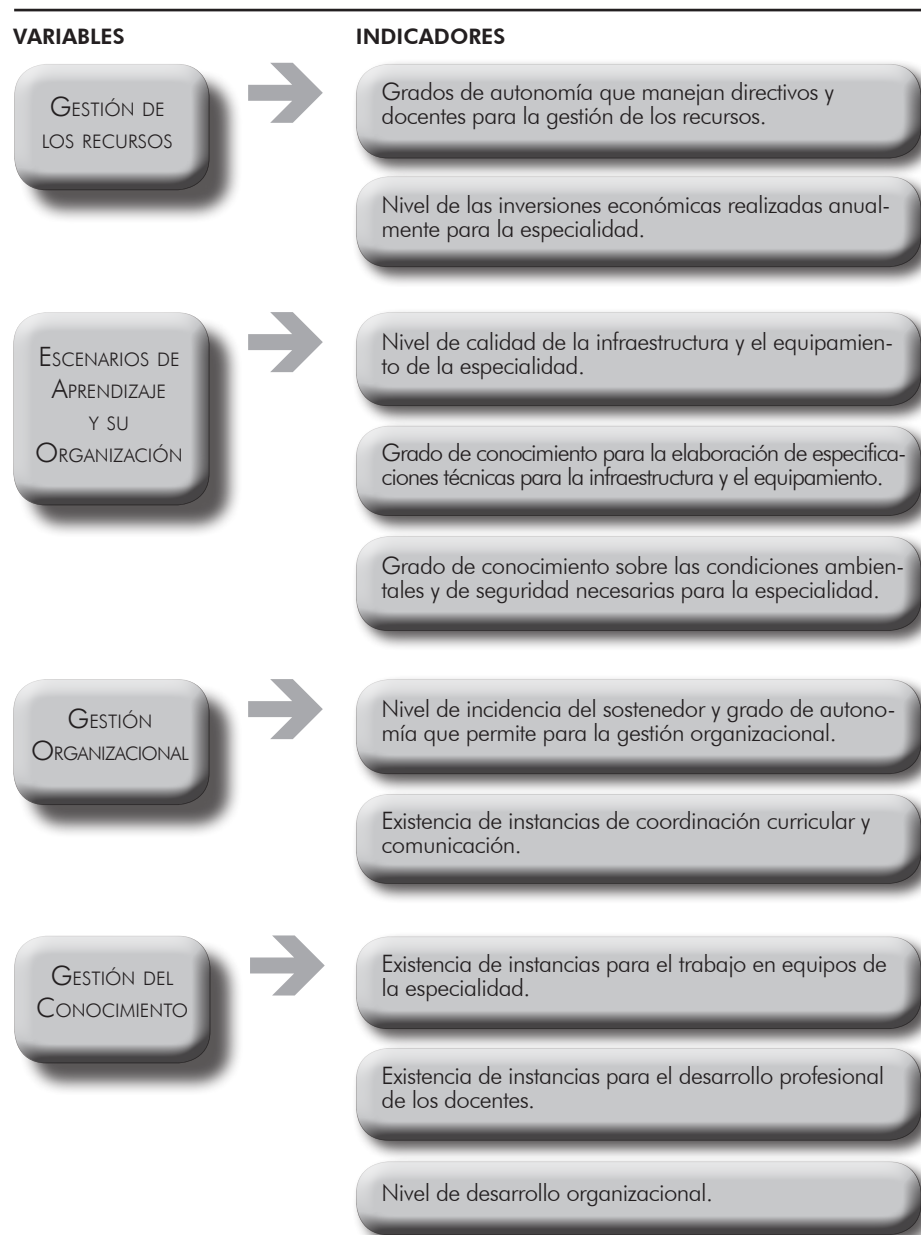 VARIABLES
INDICADORES
GESTIÓN DE
LOS RECURSOS
Grados de autonomía que manejan directivos y
docentes para la gestión de los recursos.
Nivel de las inversiones económicas realizadas anual-
mente para la especialidad.
ESCENARIOS DE
APRENDIZAJE
Y SU
ORGANIZACIÓN
Nivel de calidad de la infraestructura y el equipamien-
to de la especialidad.
Grado de conocimiento para la elaboración de especifica-
ciones técnicas para la infraestructura y el equipamiento.
Grado de conocimiento sobre las condiciones ambien-
tales y de seguridad necesarias para la especialidad.
GESTIÓN
ORGANIZACIONAL
Nivel de incidencia del sostenedor y grado de autono-
mía que permite para la gestión organizacional.
Existencia de instancias de coordinación curricular y
comunicación.
GESTIÓN DEL
CONOCIMIENTO
Existencia de instancias para el trabajo en equipos de
la especialidad.
Existencia de instancias para el desarrollo profesional
de los docentes.
Nivel de desarrollo organizacional.